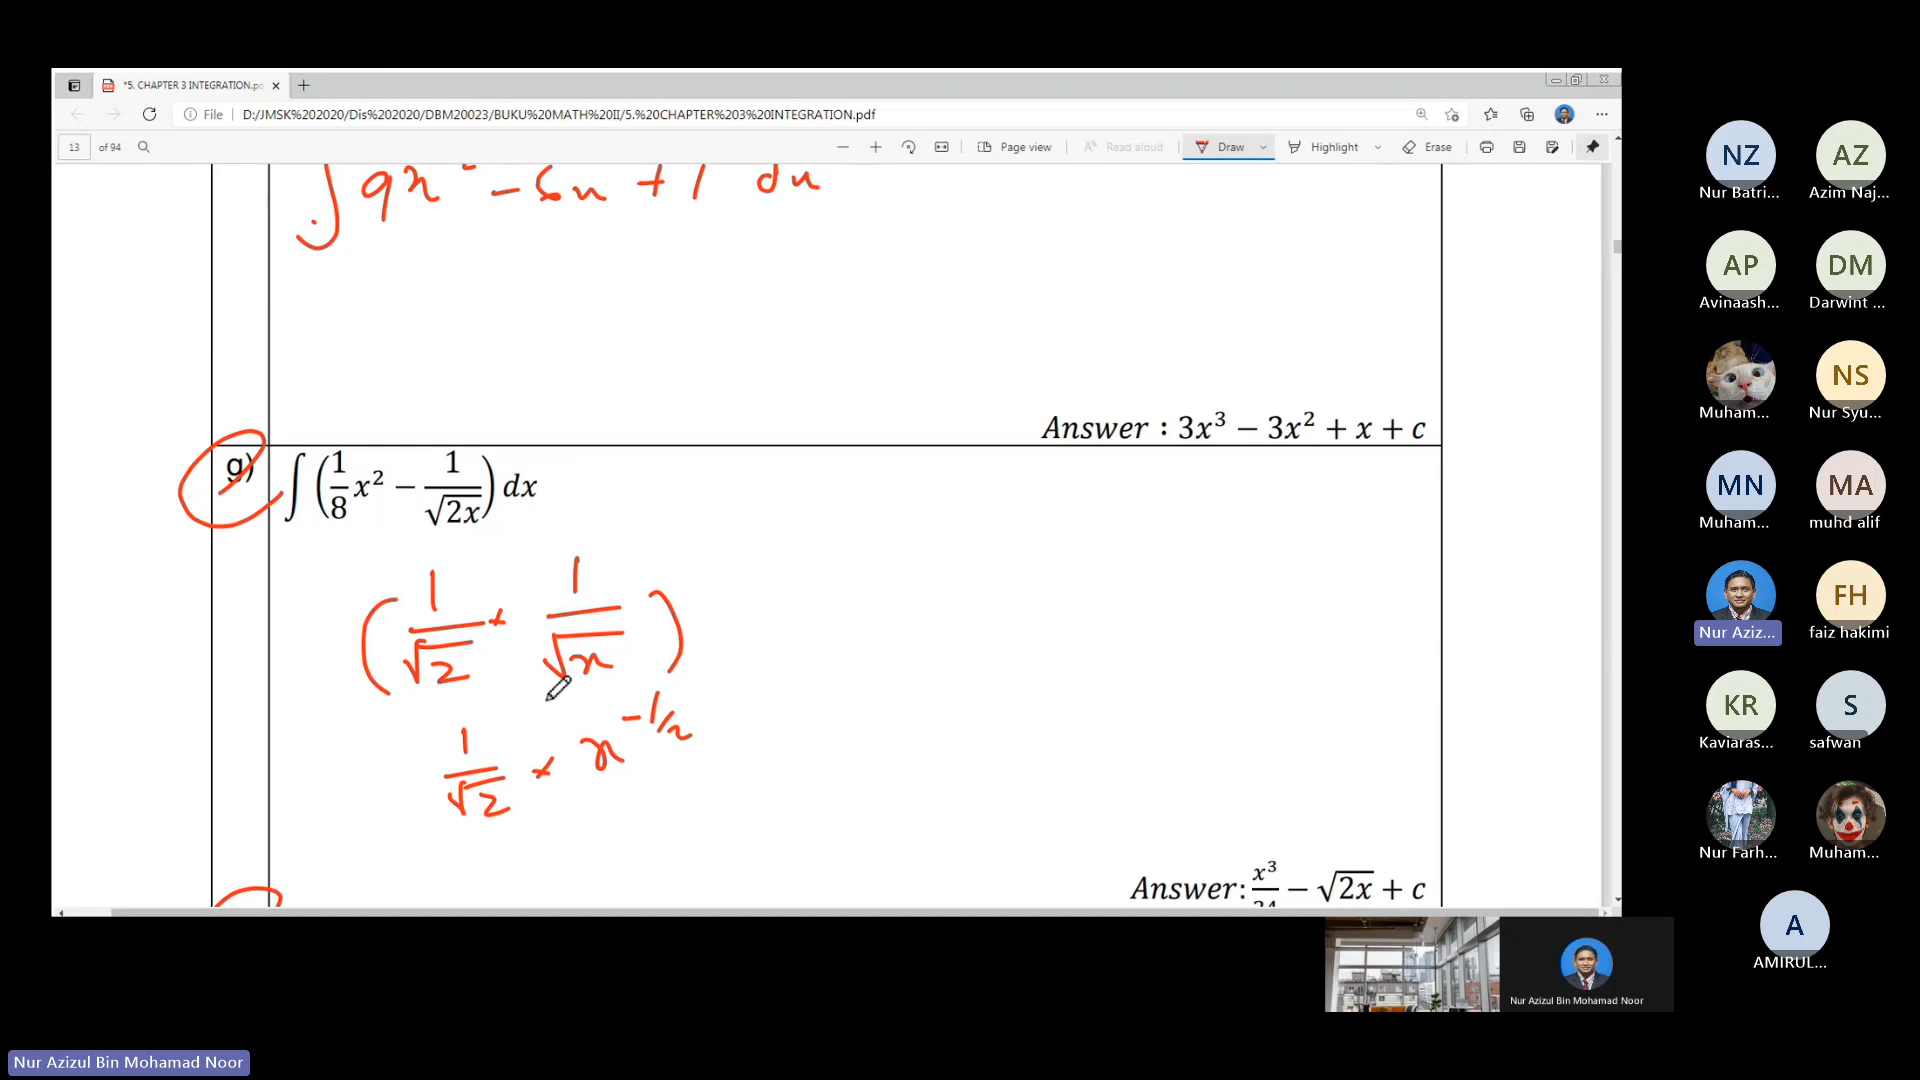 *5. CHAPTER 3 INTEGRATION.pd
File D:/JMSK%202020/Dis%202020/DBM20023/BUKU%20MATH%20II/5.%20CHAPTER%203%20INTEGRATION.pdf
13 of 94 Page view Read aloud Draw Highlight Erase
∫ 9x² − 6x + 1 dx
Answer : 3x³ − 3x² + x + c
g) ∫ (1/8 x² − 1/√2x) dx
(1/√2 × 1/√x)
1/√2 × x^-1/2
Answer: x³/24 − √2x + c
NZ AZ
Nur Batri... Azim Naj...
AP DM
Avinaash... Darwint ...
NS
Muham... Nur Syu...
MN MA
Muham... muhd alif
FH
Nur Aziz... faiz hakimi
KR S
Kaviaras... safwan
Nur Farh... Muham...
A
AMIRUL...
Nur Azizul Bin Mohamad Noor
Nur Azizul Bin Mohamad Noor